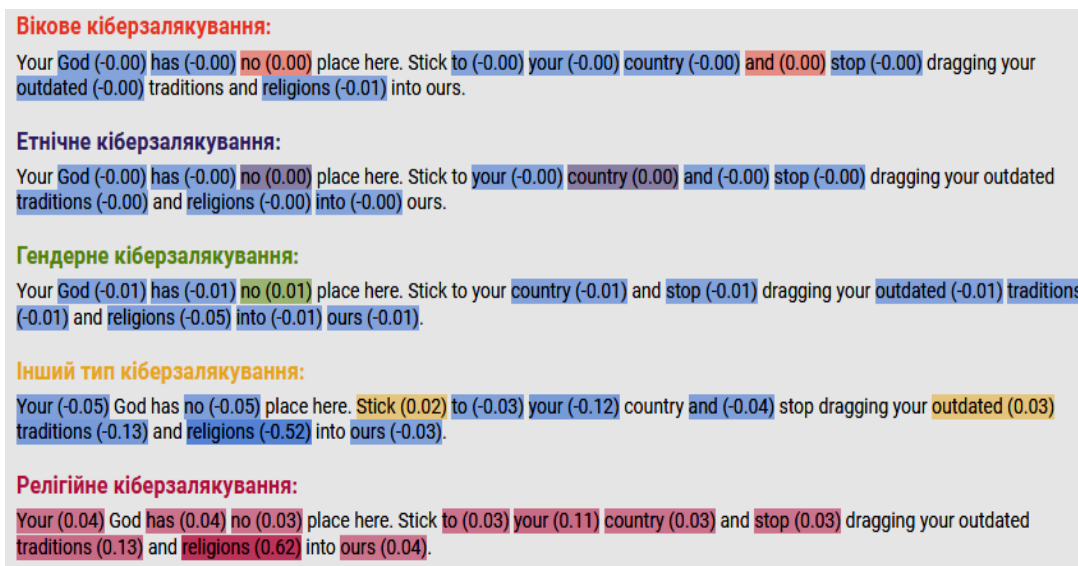 Вікове кіберзалякування:
Your God (-0.00) has (-0.00) no (0.00) place here. Stick to (-0.00) your (-0.00) country (-0.00) and (0.00) stop (-0.00) dragging your
outdated (-0.00) traditions and religions (-0.01) into ours.
Етнічне кіберзалякування:
Your God (-0.00) has (-0.00) no (0.00) place here. Stick to your (-0.00) country (0.00) and (-0.00) stop (-0.00) dragging your outdated
traditions (-0.00) and religions (-0.00) into (-0.00) ours.
Гендерне кіберзалякування:
Your God (-0.01) has (-0.01) no (0.01) place here. Stick to your country (-0.01) and stop (-0.01) dragging your outdated (-0.01) traditions
(-0.01) and religions (-0.05) into (-0.01) ours (-0.01).
Інший тип кіберзалякування:
Your (-0.05) God has no (-0.05) place here. Stick (0.02) to (-0.03) your (-0.12) country and (-0.04) stop dragging your outdated (0.03)
traditions (-0.13) and religions (-0.52) into ours (-0.03).
Релігійне кіберзалякування:
Your (0.04) God has (0.04) no (0.03) place here. Stick to (0.03) your (0.11) country (0.03) and stop (0.03) dragging your outdated
traditions (0.13) and religions (0.62) into ours (0.04).